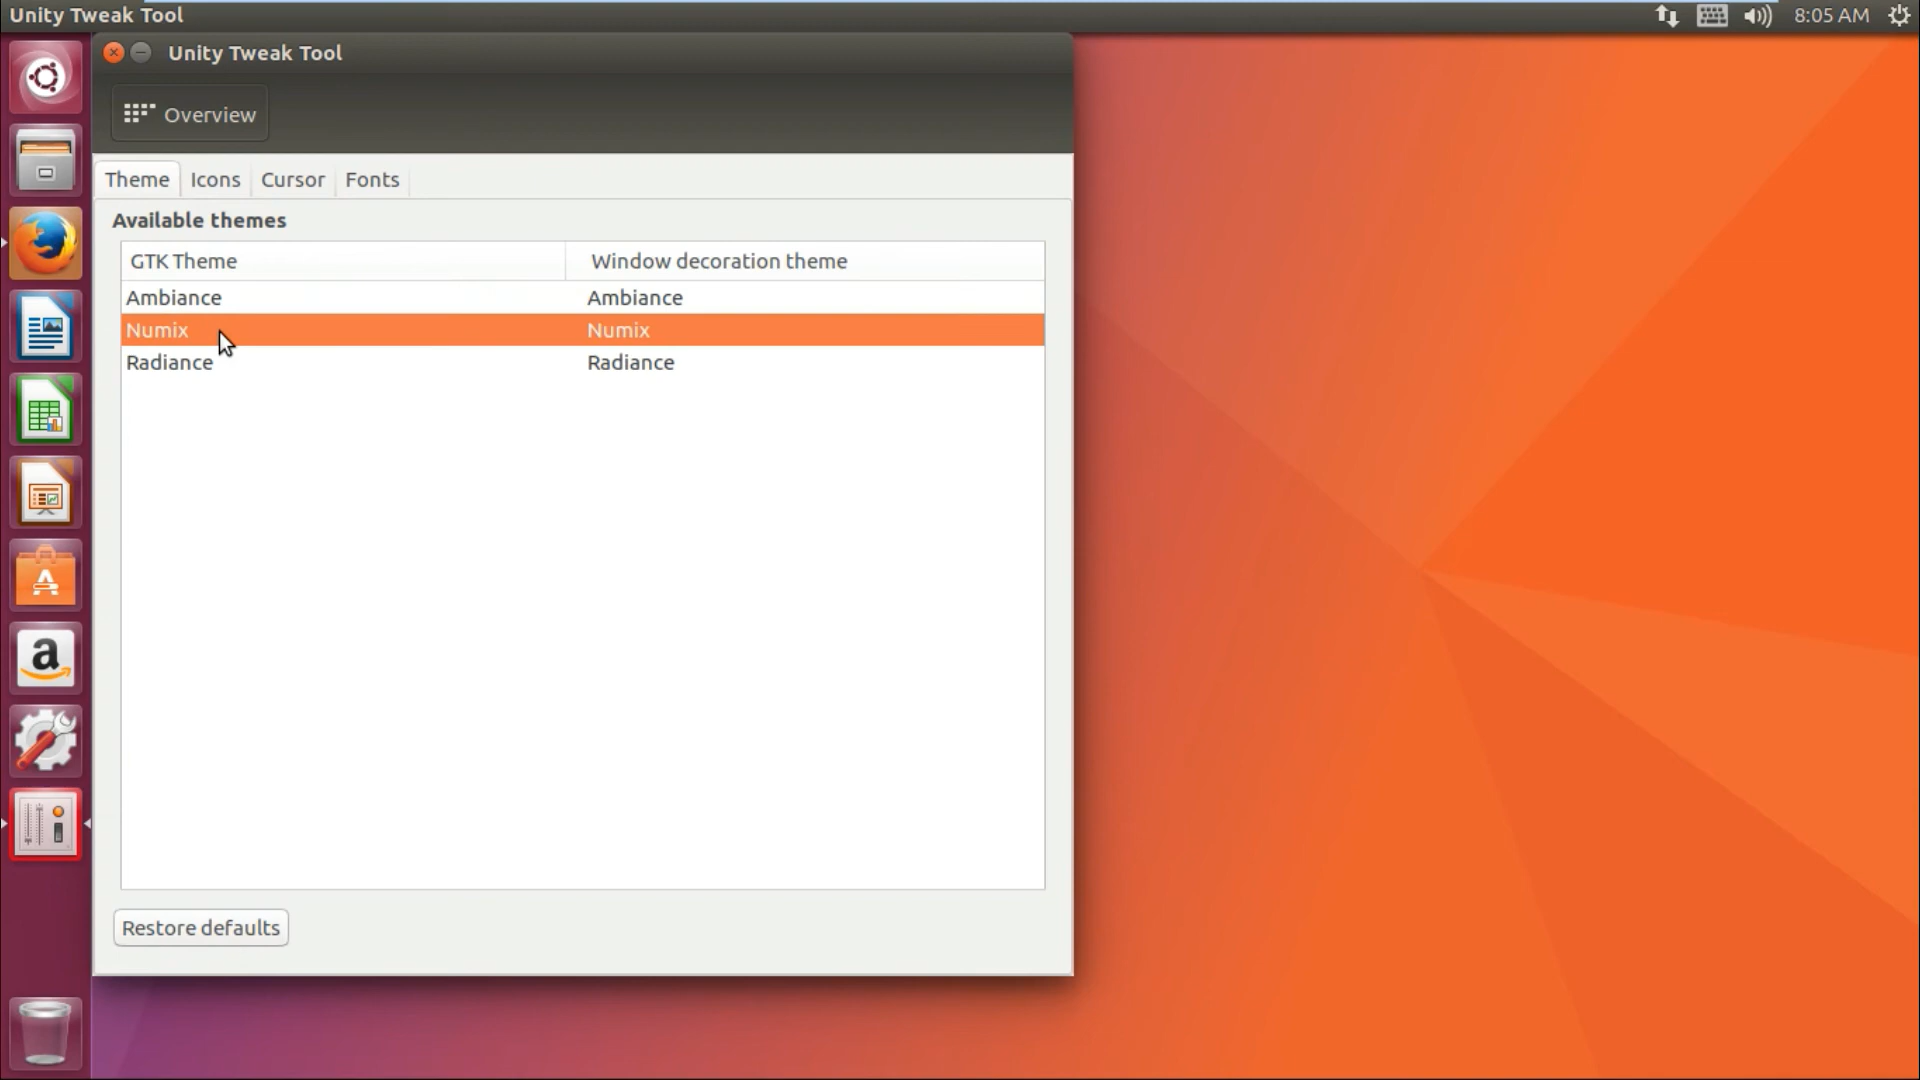 Unity Tweak Tool
8:05 AM
Unity Tweak Tool
Overview
Theme Icons Cursor Fonts
Available themes
GTK Theme Window decoration theme
Ambiance Ambiance
Numix Numix
Radiance Radiance
Restore defaults